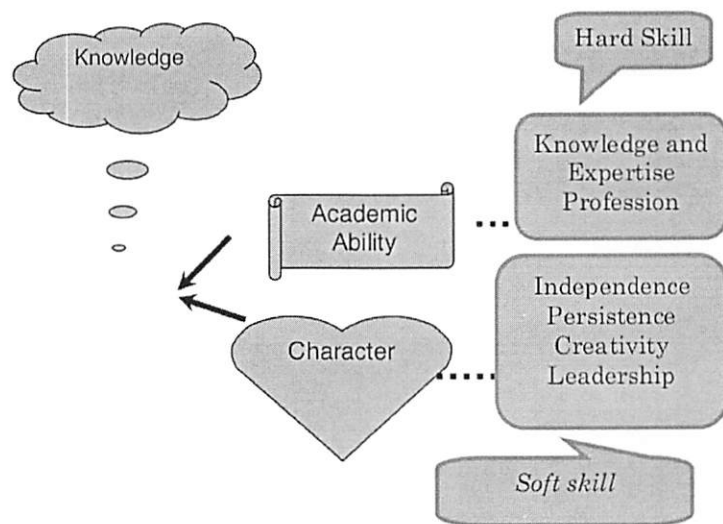 Knowledge
Hard Skill
Knowledge and
Expertise
Profession
Academic
Ability
Independence
Persistence
Creativity
Leadership
Character
Soft skill